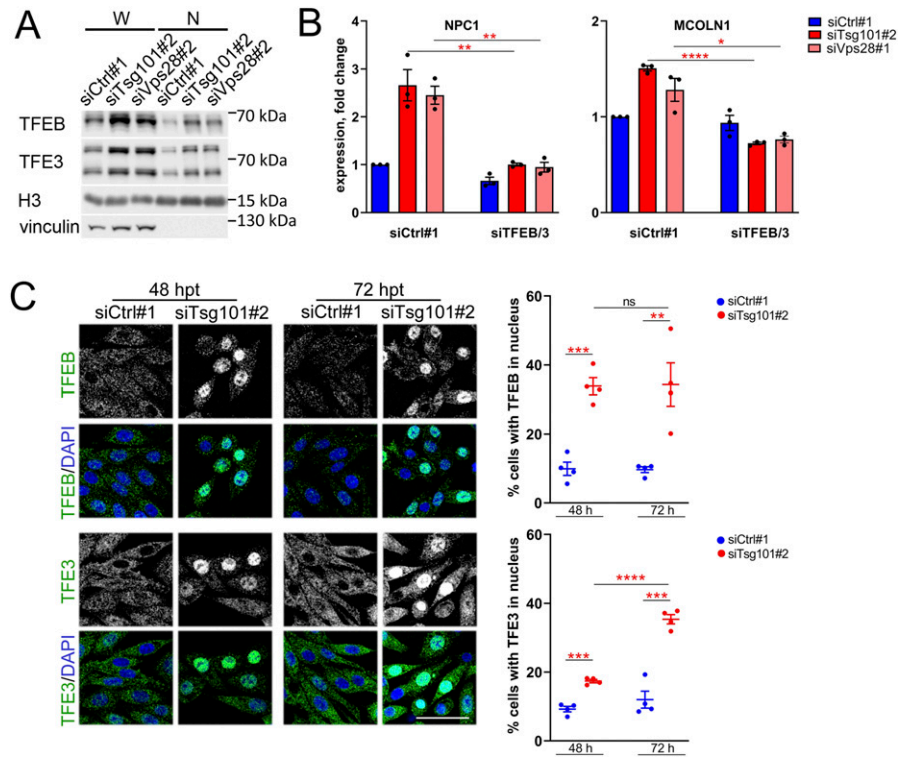 A
W N
siCtrl#1 siTsg101#2 siVps28#2 siCtrl#1 siTsg101#2 siVps28#2
TFEB
70 kDa
TFE3
70 kDa
H3
15 kDa
130 kDa
vinculin
B
NPC1
expression, fold change
4
3
2
1
0
siCtrl#1 siTFEB/3
** **
MCOLN1
2
1
0
siCtrl#1 siTFEB/3
**** *
siCtrl#1
siTsg101#2
siVps28#1
C
48 hpt 72 hpt
siCtrl#1 siTsg101#2 siCtrl#1 siTsg101#2
TFEB
TFEB/DAPI
TFE3
TFE3/DAPI
% cells with TFEB in nucleus
60
40
20
0
ns
*** **
48 h 72 h
siCtrl#1
siTsg101#2
% cells with TFE3 in nucleus
60
40
20
0
****
*** ***
48 h 72 h
siCtrl#1
siTsg101#2